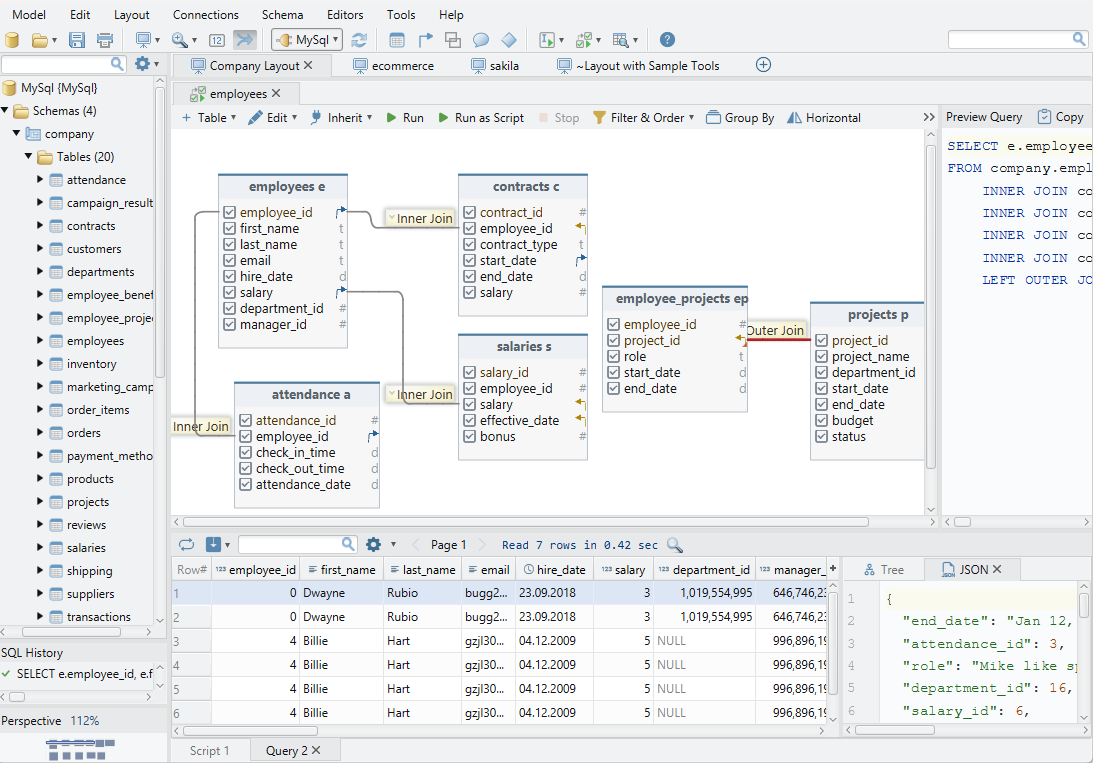 Model Edit Layout Connections Schema Editors Tools Help
12 MySql
Company Layout ecommerce sakila ~Layout with Sample Tools
MySql {MySql}
Schemas (4)
company
Tables (20)
attendance
campaign_result
contracts
customers
departments
employee_benef
employee_projec
employees
inventory
marketing_camp
order_items
orders
payment_metho
products
projects
reviews
salaries
shipping
suppliers
transactions
SQL History
SELECT e.employee_id, e.f
Perspective 112%
employees
+ Table Edit Inherit Run Run as Script Stop Filter & Order Group By Horizontal
employees e
employee_id
first_name t
last_name t
email t
hire_date d
salary
department_id #
manager_id #
Inner Join
contracts c
contract_id #
employee_id
contract_type t
start_date
end_date d
salary #
attendance a
attendance_id #
employee_id
check_in_time d
check_out_time d
attendance_date d
Inner Join
Inner Join
salaries s
salary_id #
employee_id #
salary
effective_date
bonus #
employee_projects ep
employee_id #
project_id
role t
start_date d
end_date d
Outer Join
projects p
project_id
project_name
department_id
start_date
end_date
budget
status
Preview Query Copy
SELECT e.employee
FROM company.empl
INNER JOIN co
INNER JOIN co
INNER JOIN co
INNER JOIN co
LEFT OUTER JO
Page 1 Read 7 rows in 0.42 sec
Row# 123 employee_id first_name last_name email hire_date 123 salary 123 department_id 123 manager_ +
1 0 Dwayne Rubio bugg2... 23.09.2018 3 1,019,554,995 646,746,23
2 0 Dwayne Rubio bugg2... 23.09.2018 3 1,019,554,995 646,746,23
3 4 Billie Hart gzjl30... 04.12.2009 5 NULL 996,896,19
4 4 Billie Hart gzjl30... 04.12.2009 5 NULL 996,896,19
5 4 Billie Hart gzjl30... 04.12.2009 5 NULL 996,896,19
6 4 Billie Hart gzjl30... 04.12.2009 5 NULL 996,896,19
Tree JSON
1 {
2 "end_date": "Jan 12,
3 "attendance_id": 3,
4 "role": "Mike like sp
5 "department_id": 16,
6 "salary_id": 6,
Script 1 Query 2